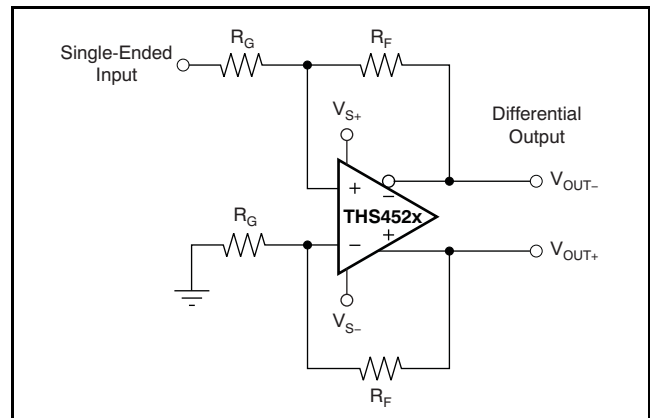 R_G
R_F
Single-Ended
Input
V_S+
Differential
Output
+
−
V_OUT−
R_G
THS452x
+
−
V_OUT+
V_S−
R_F